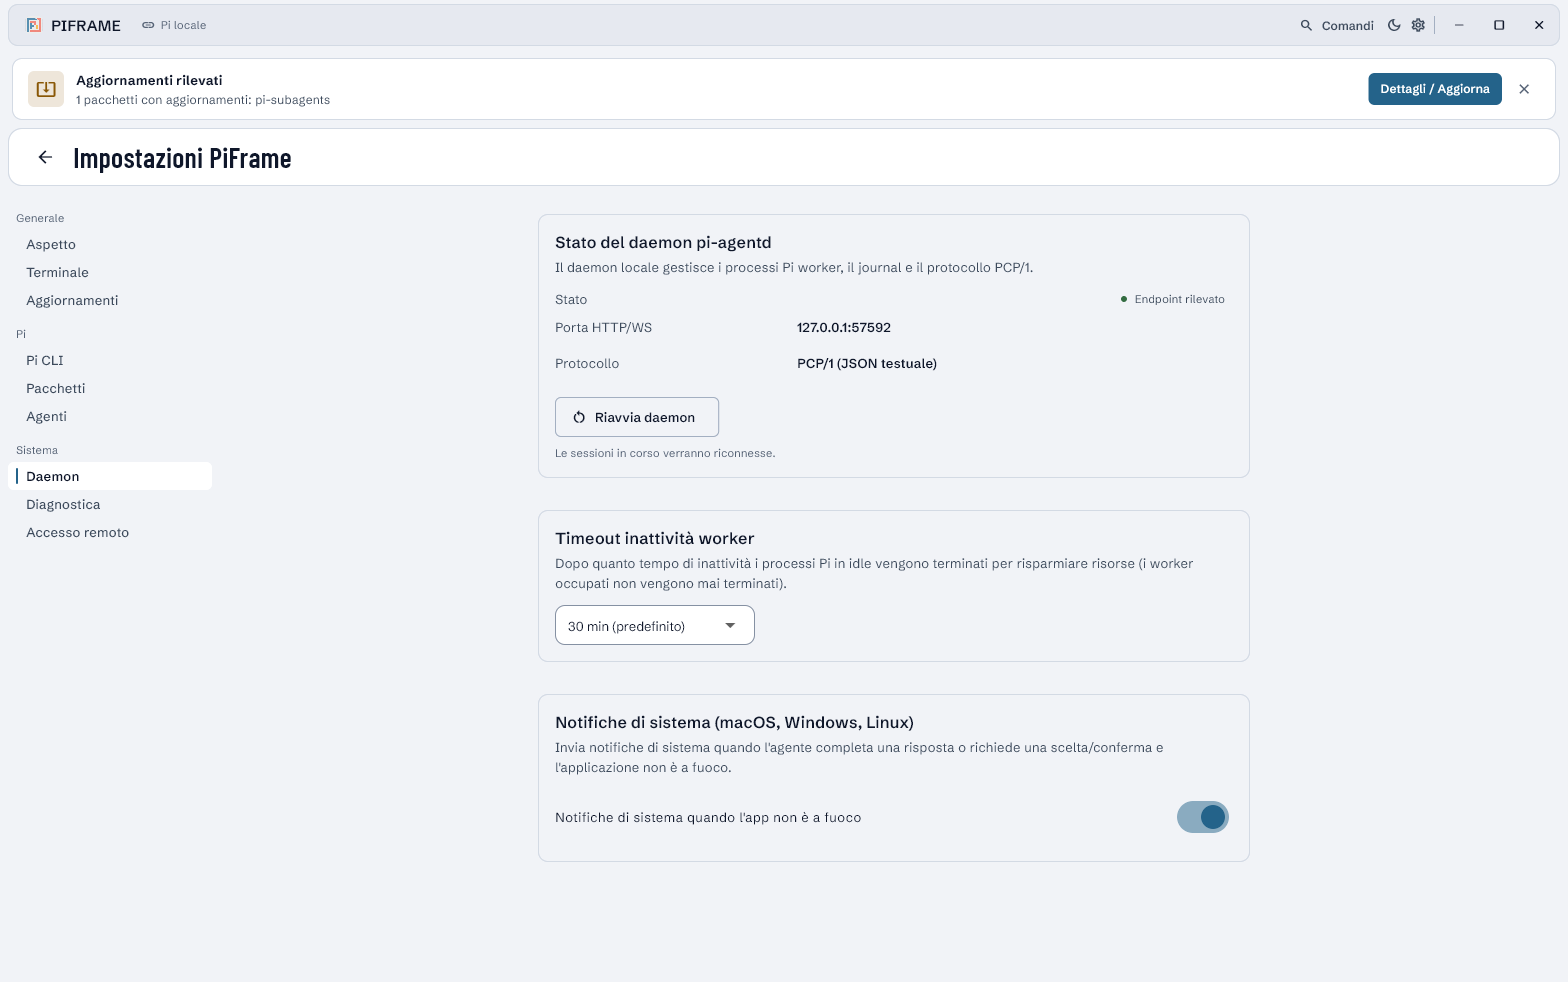 PIFRAME
Pi locale
Comandi
Aggiornamenti rilevati
1 pacchetti con aggiornamenti: pi-subagents
Dettagli / Aggiorna
Impostazioni PiFrame
Generale
Aspetto
Terminale
Aggiornamenti
Pi
Pi CLI
Pacchetti
Agenti
Sistema
Daemon
Diagnostica
Accesso remoto
Stato del daemon pi-agentd
Il daemon locale gestisce i processi Pi worker, il journal e il protocollo PCP/1.
Stato
Endpoint rilevato
Porta HTTP/WS
127.0.0.1:57592
Protocollo
PCP/1 (JSON testuale)
Riavvia daemon
Le sessioni in corso verranno riconnesse.
Timeout inattività worker
Dopo quanto tempo di inattività i processi Pi in idle vengono terminati per risparmiare risorse (i worker
occupati non vengono mai terminati).
30 min (predefinito)
Notifiche di sistema (macOS, Windows, Linux)
Invia notifiche di sistema quando l'agente completa una risposta o richiede una scelta/conferma e
l'applicazione non è a fuoco.
Notifiche di sistema quando l'app non è a fuoco